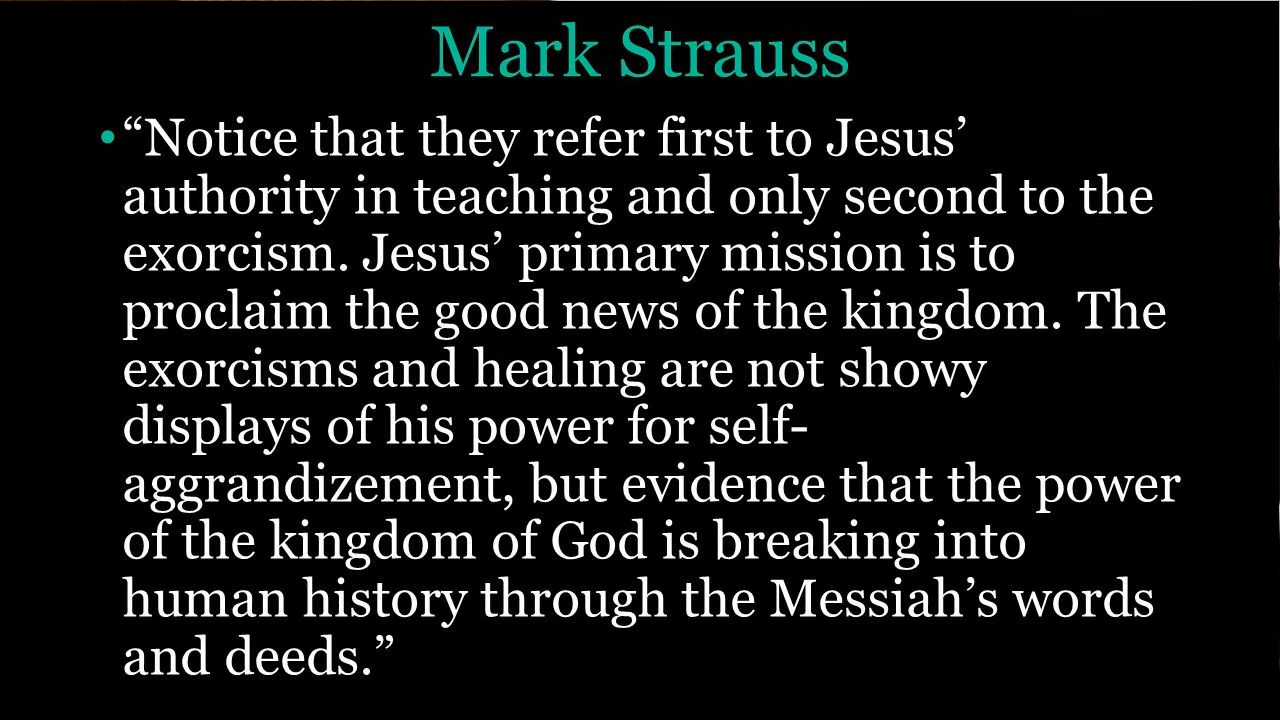 Mark Strauss
• “Notice that they refer first to Jesus’
authority in teaching and only second to the
exorcism. Jesus’ primary mission is to
proclaim the good news of the kingdom. The
exorcisms and healing are not showy
displays of his power for self-
aggrandizement, but evidence that the power
of the kingdom of God is breaking into
human history through the Messiah’s words
and deeds.”